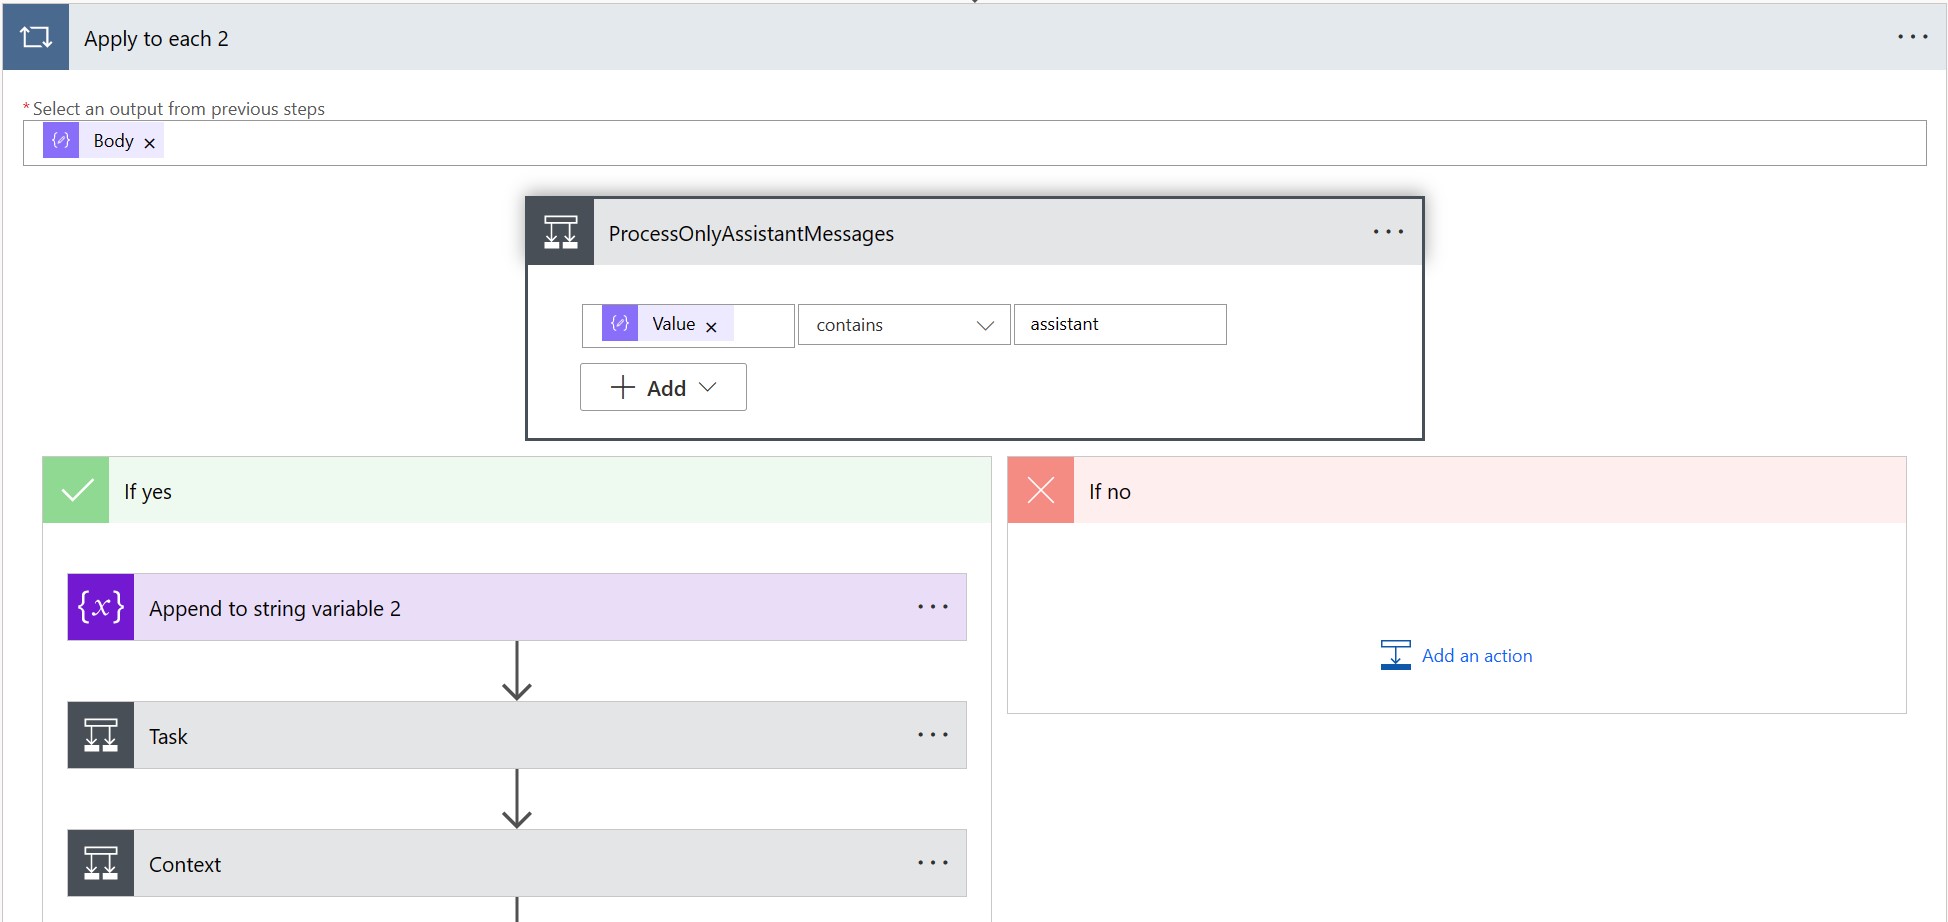 Apply to each 2
* Select an output from previous steps
Body
ProcessOnlyAssistantMessages
Value contains assistant
Add
If yes
If no
{x} Append to string variable 2
Add an action
Task
Context